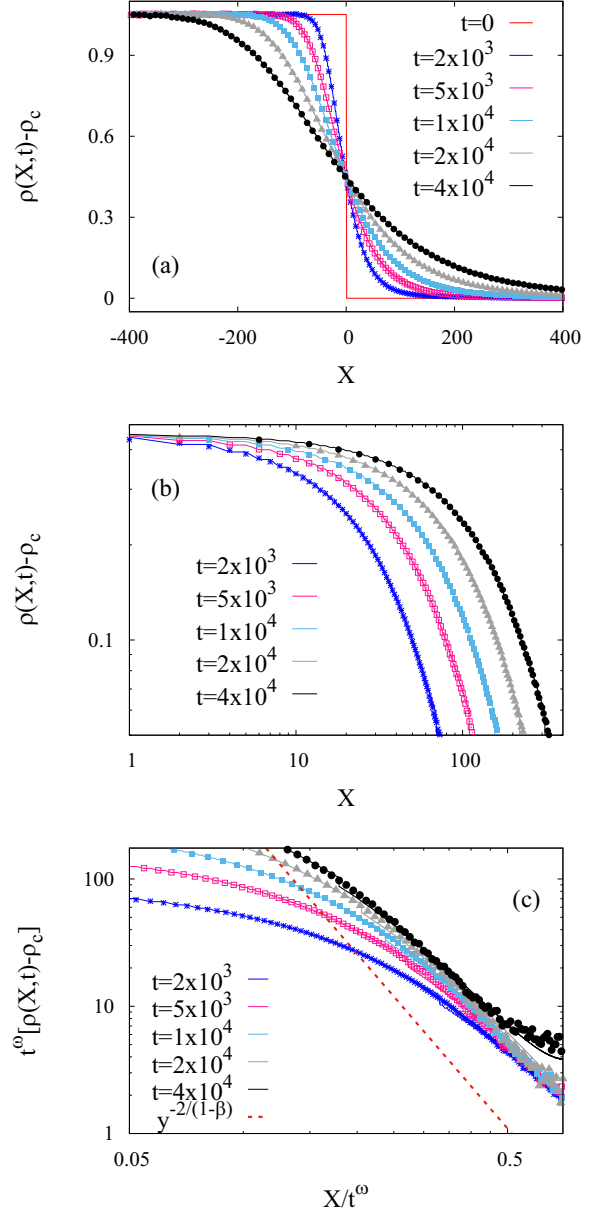 ρ(X,t)-ρ_c
0.9
0.6
0.3
0
-400
-200
0
200
400
X
(a)
t=0
t=2x10^3
t=5x10^3
t=1x10^4
t=2x10^4
t=4x10^4
ρ(X,t)-ρ_c
0.1
1
10
100
X
(b)
t=2x10^3
t=5x10^3
t=1x10^4
t=2x10^4
t=4x10^4
t^ω[ρ(X,t)-ρ_c]
100
10
1
0.05
0.5
X/t^ω
(c)
t=2x10^3
t=5x10^3
t=1x10^4
t=2x10^4
t=4x10^4
y^-2/(1-β)